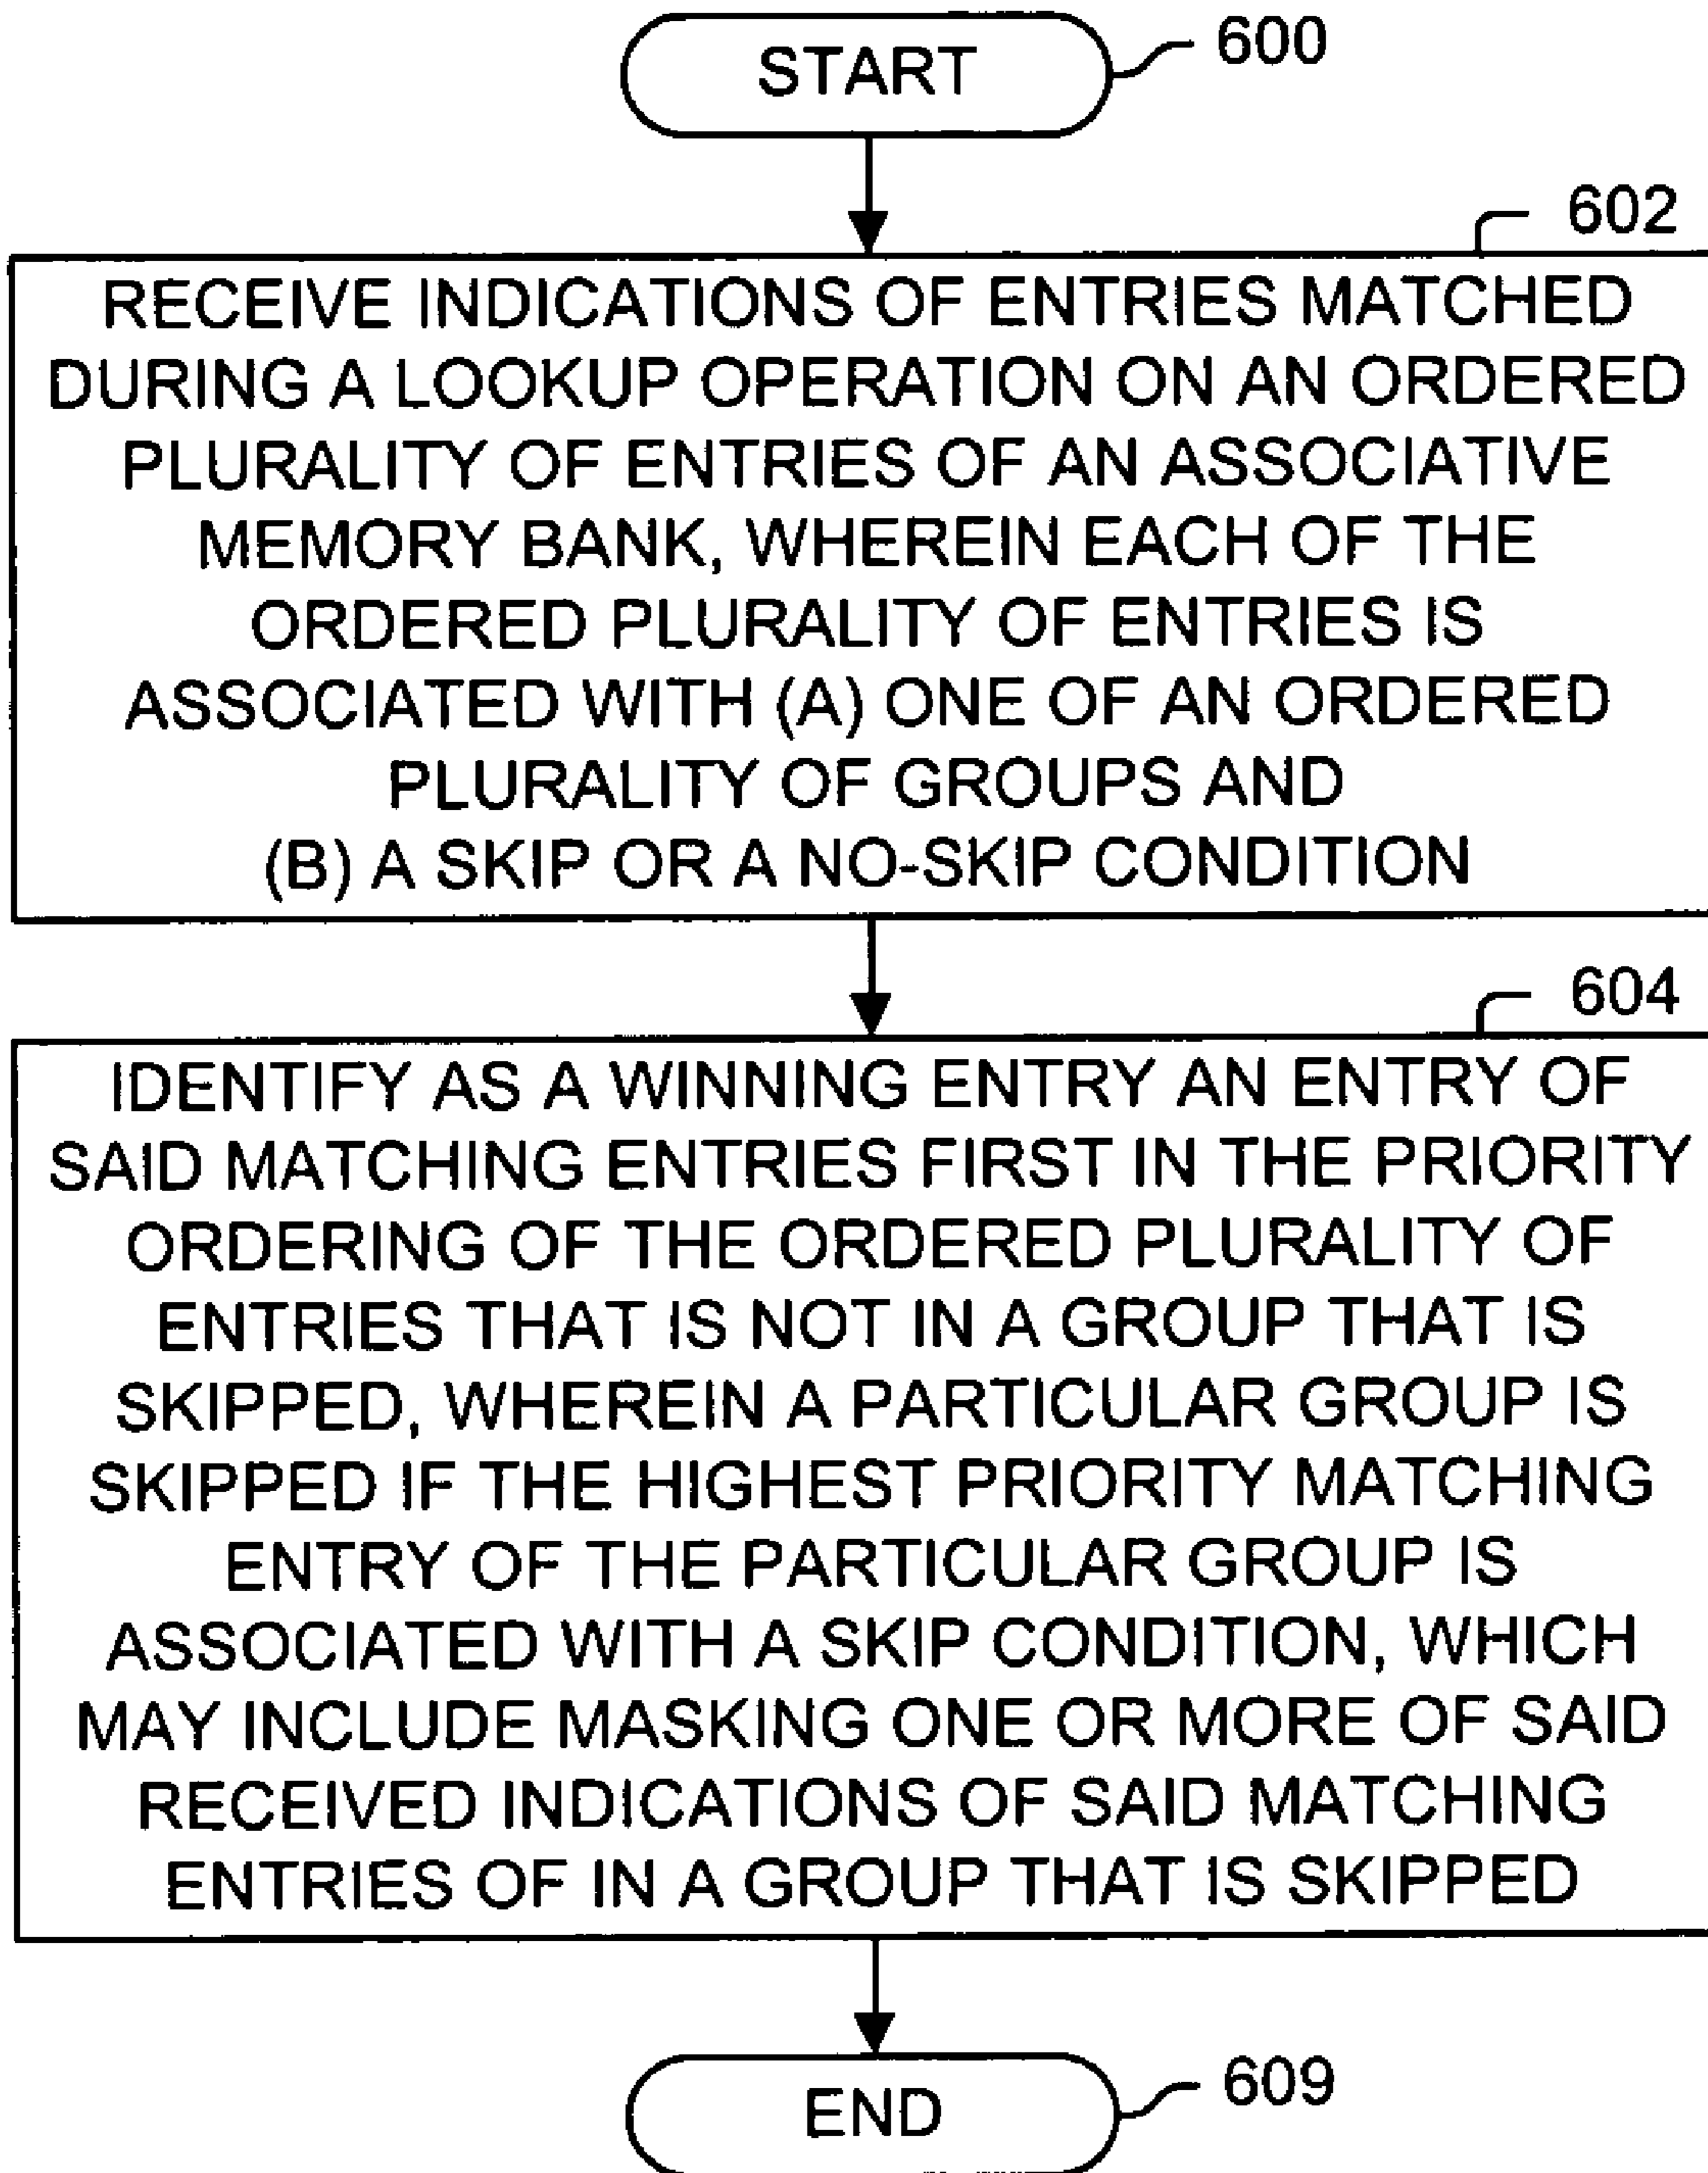 START
600
602
RECEIVE INDICATIONS OF ENTRIES MATCHED
DURING A LOOKUP OPERATION ON AN ORDERED
PLURALITY OF ENTRIES OF AN ASSOCIATIVE
MEMORY BANK, WHEREIN EACH OF THE
ORDERED PLURALITY OF ENTRIES IS
ASSOCIATED WITH (A) ONE OF AN ORDERED
PLURALITY OF GROUPS AND
(B) A SKIP OR A NO-SKIP CONDITION
604
IDENTIFY AS A WINNING ENTRY AN ENTRY OF
SAID MATCHING ENTRIES FIRST IN THE PRIORITY
ORDERING OF THE ORDERED PLURALITY OF
ENTRIES THAT IS NOT IN A GROUP THAT IS
SKIPPED, WHEREIN A PARTICULAR GROUP IS
SKIPPED IF THE HIGHEST PRIORITY MATCHING
ENTRY OF THE PARTICULAR GROUP IS
ASSOCIATED WITH A SKIP CONDITION, WHICH
MAY INCLUDE MASKING ONE OR MORE OF SAID
RECEIVED INDICATIONS OF SAID MATCHING
ENTRIES OF IN A GROUP THAT IS SKIPPED
END
609